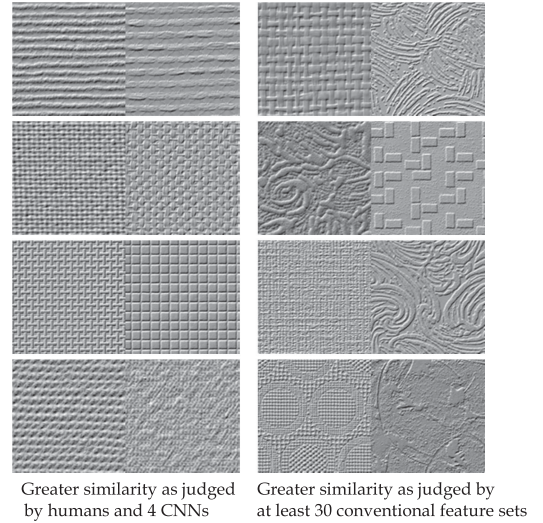 Greater similarity as judged
by humans and 4 CNNs
Greater similarity as judged by
at least 30 conventional feature sets